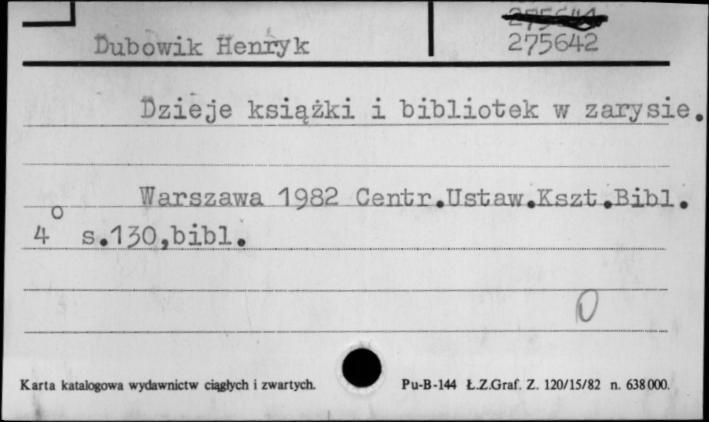 Dubowik Henryk
275642
Dzieje książki i bibliotek w zarysie.
Warszawa 1982 Centr.Ustaw.Kszt.Bibl.
4° s.130,bibl.
0
Karta katalogowa wydawnictw ciągłych i zwartych. Pu-B-144 Ł.Z.Graf. Z. 120/15/82 n. 638000.